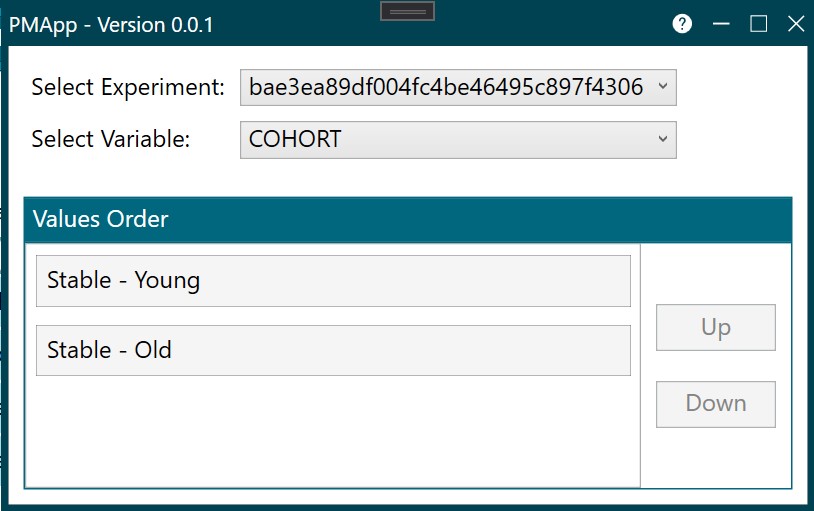 PMApp - Version 0.0.1
Select Experiment: bae3ea89df004fc4be46495c897f4306
Select Variable: COHORT
Values Order
Stable - Young
Stable - Old
Up
Down